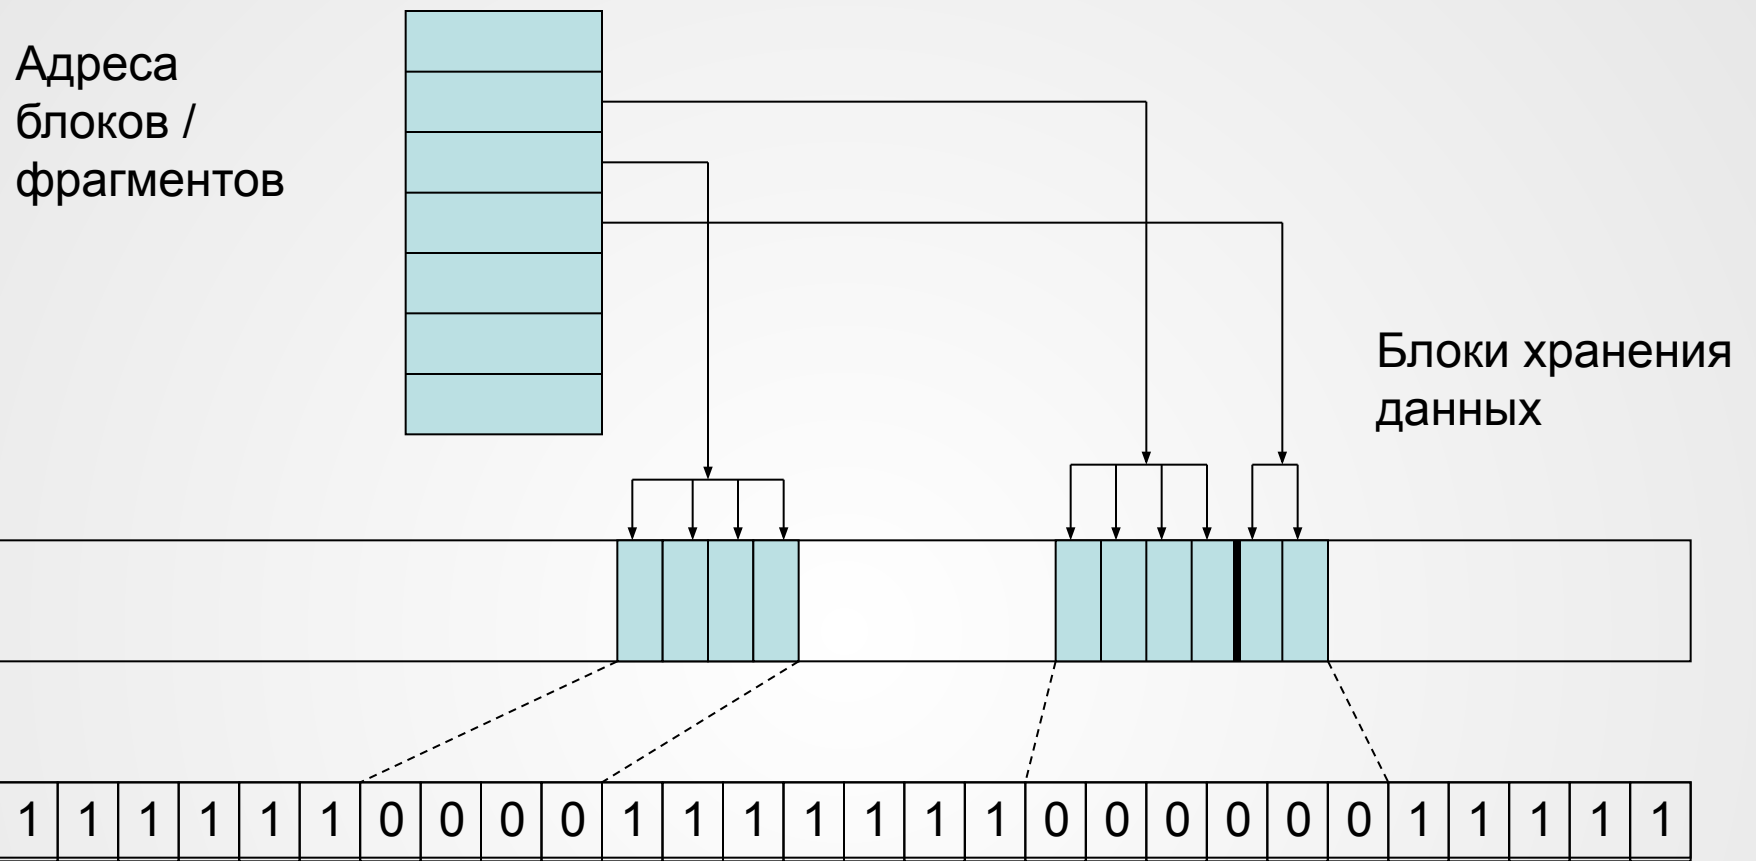 Адреса
блоков /
фрагментов
Блоки хранения
данных
1 1 1 1 1 1 0 0 0 0 1 1 1 1 1 1 1 0 0 0 0 0 0 1 1 1 1 1